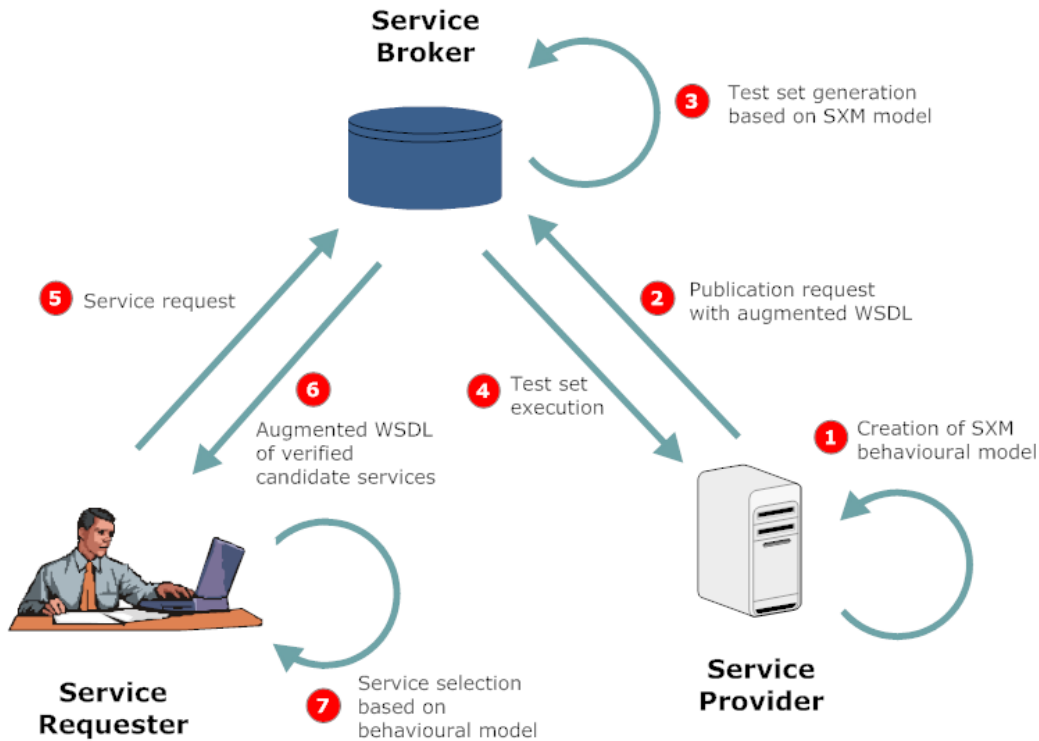 Service
Broker
3
Test set generation
based on SXM model
5
Service request
2
Publication request
with augmented WSDL
6
Augmented WSDL
of verified
candidate services
4
Test set
execution
1
Creation of SXM
behavioural model
Service
Requester
7
Service selection
based on
behavioural model
Service
Provider